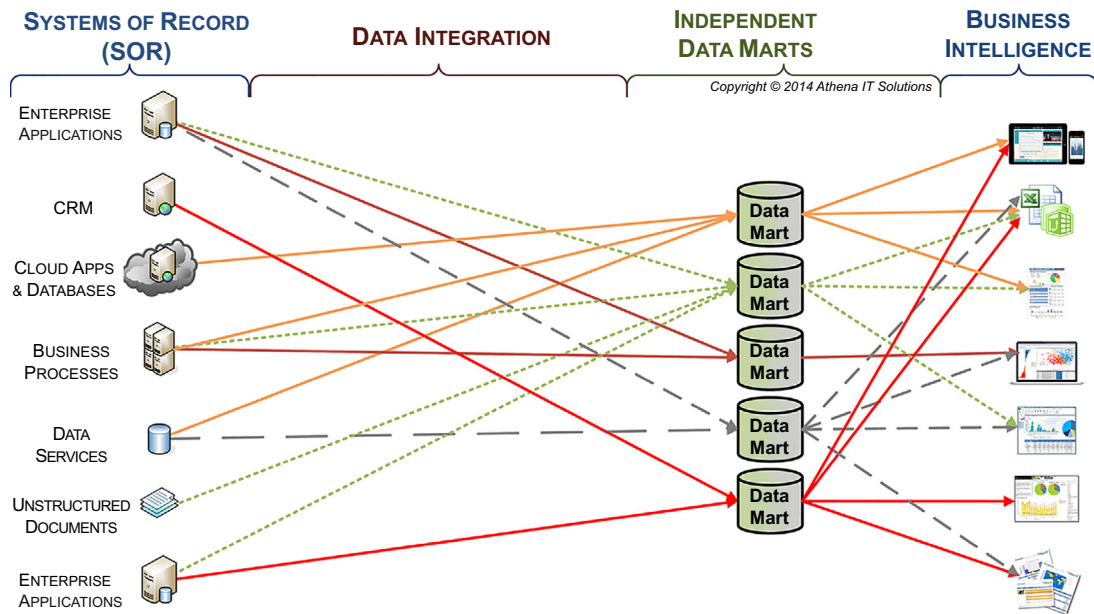 SYSTEMS OF RECORD
(SOR)
DATA INTEGRATION
INDEPENDENT
DATA MARTS
BUSINESS
INTELLIGENCE
Copyright © 2014 Athena IT Solutions
ENTERPRISE
APPLICATIONS
CRM
CLOUD APPS
& DATABASES
BUSINESS
PROCESSES
DATA
SERVICES
UNSTRUCTURED
DOCUMENTS
ENTERPRISE
APPLICATIONS
Data
Mart
Data
Mart
Data
Mart
Data
Mart
Data
Mart